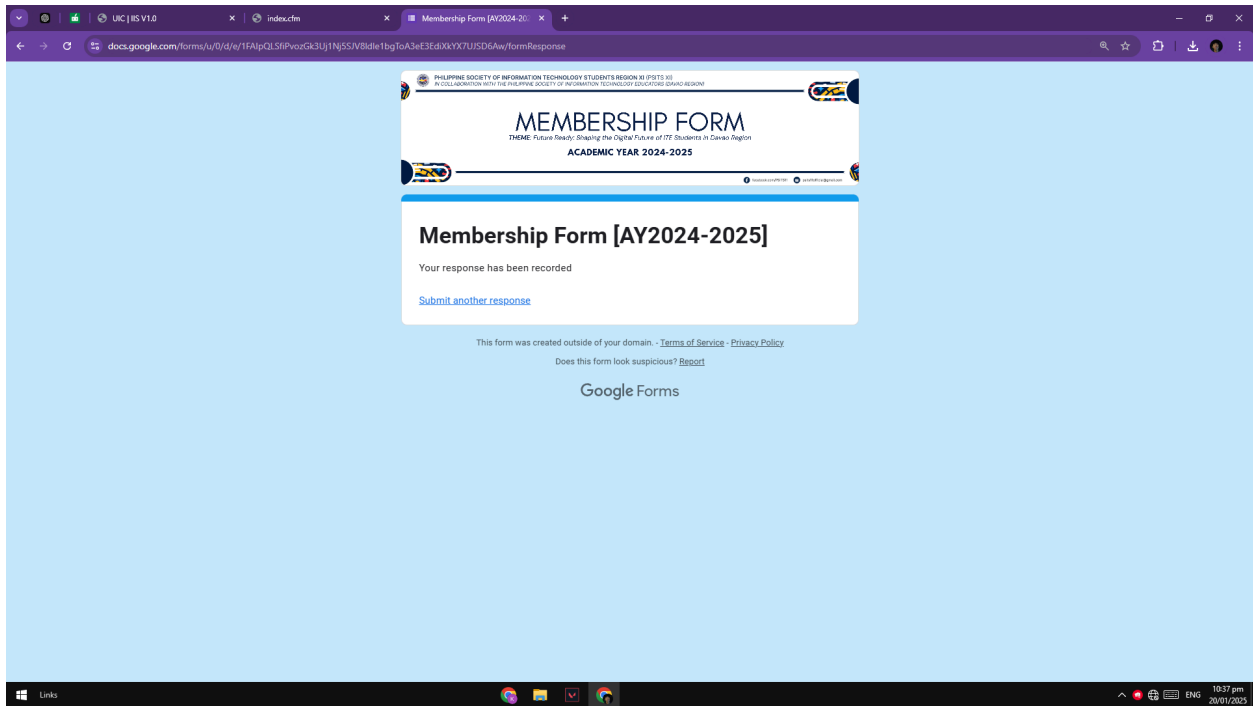 UIC | IIS V1.0
index.cfm
Membership Form [AY2024-202
docs.google.com/forms/u/0/d/e/1FAIpQLSfiPvozGk3Uj1Nj5SJV8Idle1bgToA3eE3EdiXkYX7UJSD6Aw/formResponse
PHILIPPINE SOCIETY OF INFORMATION TECHNOLOGY STUDENTS REGION XI (PSITS XI)
IN COLLABORATION WITH THE PHILIPPINE SOCIETY OF INFORMATION TECHNOLOGY EDUCATORS (DAVAO REGION)
MEMBERSHIP FORM
THEME: Future Ready: Shaping the Digital Future of ITE Students in Davao Region
ACADEMIC YEAR 2024-2025
Membership Form [AY2024-2025]
Your response has been recorded
Submit another response
This form was created outside of your domain. - Terms of Service - Privacy Policy
Does this form look suspicious? Report
Google Forms
Links
ENG
10:37 pm
20/01/2025